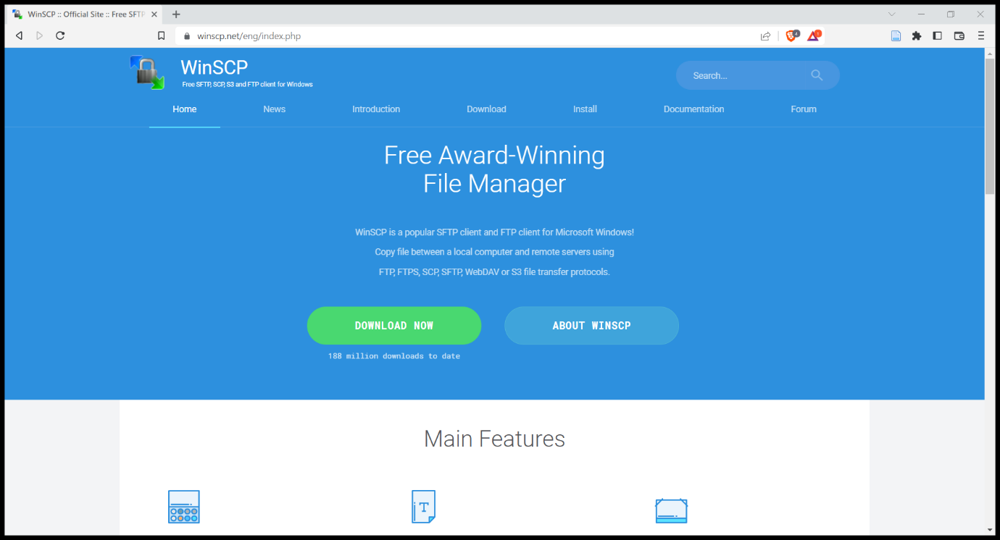 WinSCP :: Official Site :: Free SFTP
winscp.net/eng/index.php
4
1
WinSCP
Free SFTP, SCP, S3 and FTP client for Windows
Search...
Home News Introduction Download Install Documentation Forum
Free Award-Winning
File Manager
WinSCP is a popular SFTP client and FTP client for Microsoft Windows!
Copy file between a local computer and remote servers using
FTP, FTPS, SCP, SFTP, WebDAV or S3 file transfer protocols.
DOWNLOAD NOW ABOUT WINSCP
188 million downloads to date
Main Features
T